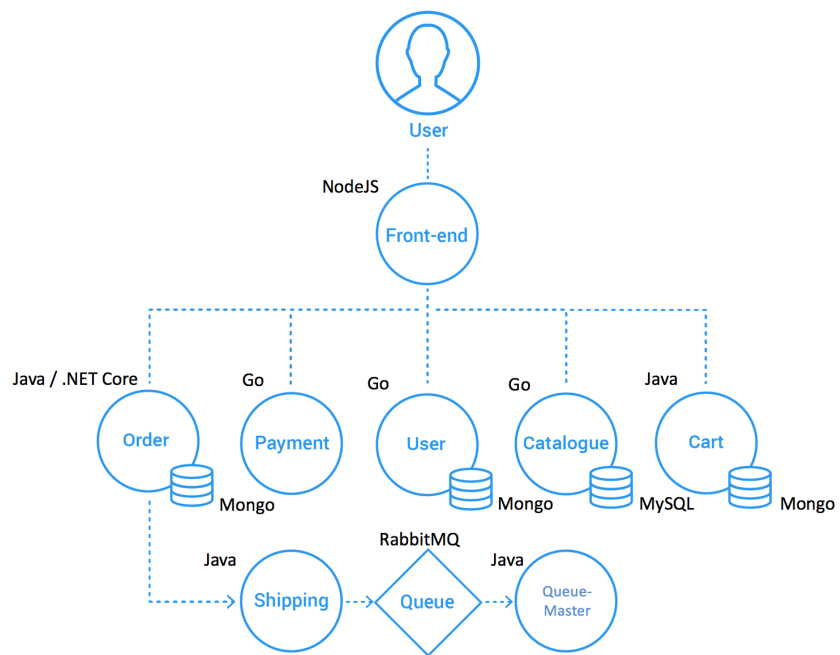 User
NodeJS
Front-end
Java / .NET Core
Go
Go
Go
Java
Order
Payment
User
Catalogue
Cart
Mongo
Mongo
MySQL
Mongo
RabbitMQ
Java
Java
Shipping
Queue
Queue-
Master